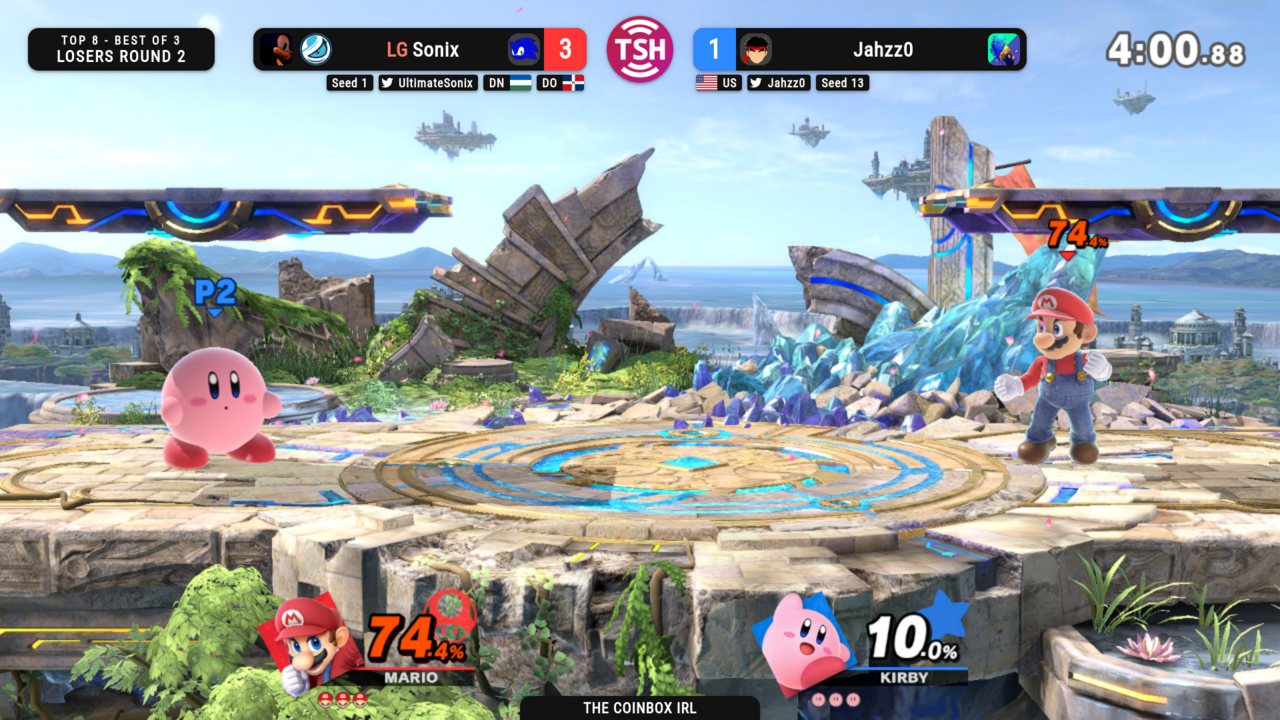 TOP 8 - BEST OF 3
LOSERS ROUND 2
LG Sonix
3
TSH
1
Jahzz0
4:00.88
Seed 1
UltimateSonix
DN
DO
US
Jahzz0
Seed 13
74.4%
P2
M
74.4%
MARIO
10.0%
KIRBY
THE COINBOX IRL